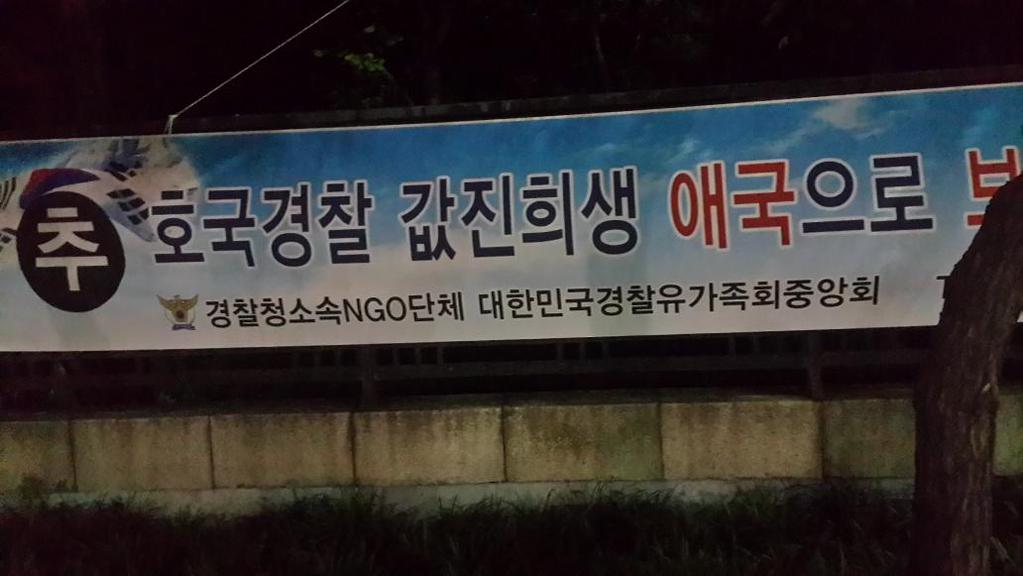 추 호국경찰 값진희생 애국으로
경찰청소속NGO단체 대한민국경찰유가족회중앙회